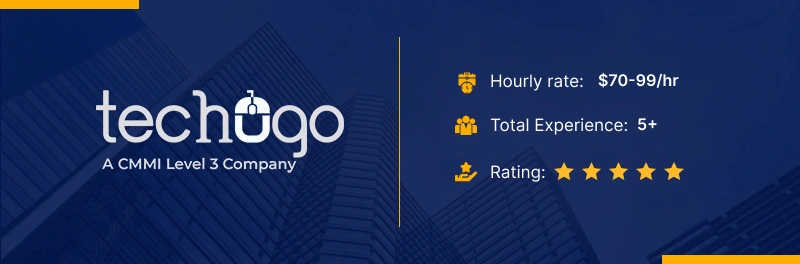 techugo
A CMMI Level 3 Company
Hourly rate: $70-99/hr
Total Experience: 5+
Rating: